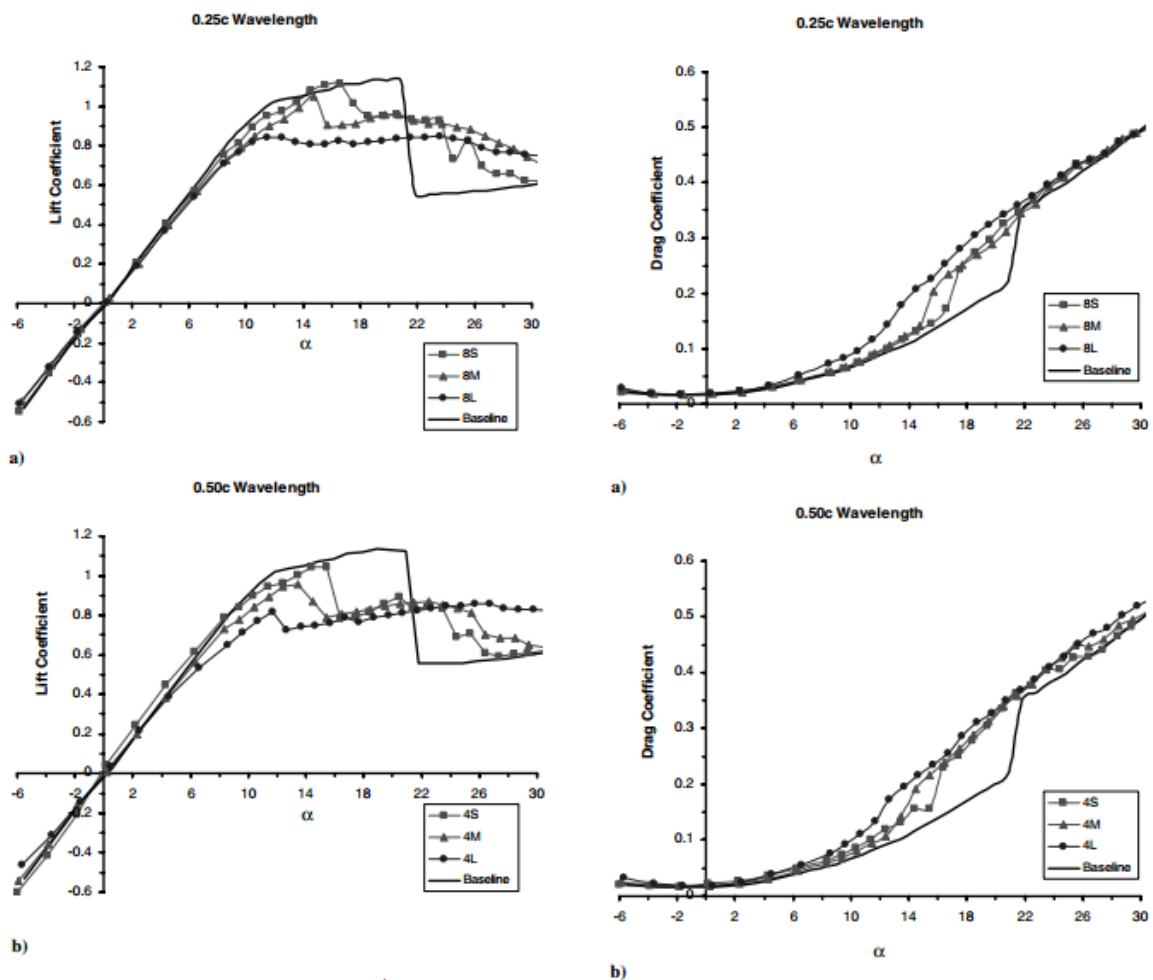 0.25c Wavelength
1.2
1
0.8
0.6
0.4
0.2
0
-0.2
-0.4
-0.6
Lift Coefficient
-6 -2 2 6 10 14 18 22 26 30
α
8S
8M
8L
Baseline
a)
0.25c Wavelength
0.6
0.5
0.4
0.3
0.2
0.1
0
Drag Coefficient
-6 -2 2 6 10 14 18 22 26 30
α
8S
8M
8L
Baseline
a)
0.50c Wavelength
1.2
1
0.8
0.6
0.4
0.2
0
-0.2
-0.4
-0.6
Lift Coefficient
-6 -2 2 6 10 14 18 22 26 30
α
4S
4M
4L
Baseline
b)
0.50c Wavelength
0.6
0.5
0.4
0.3
0.2
0.1
0
Drag Coefficient
-6 -2 2 6 10 14 18 22 26 30
α
4S
4M
4L
Baseline
b)